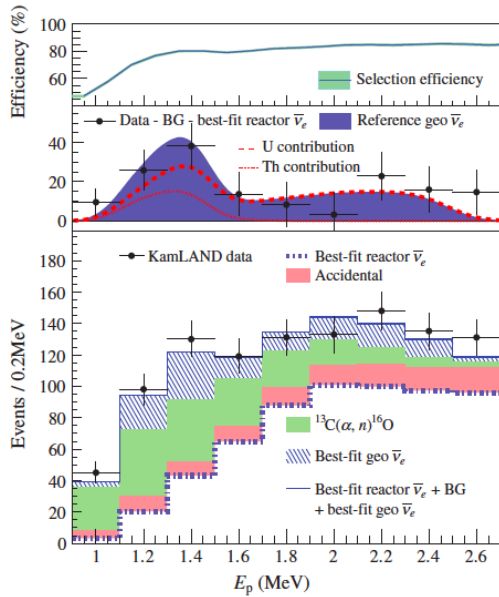 Efficiency (%)
100
80
60
Selection efficiency
Data - BG - best-fit reactor ν̅e
Reference geo ν̅e
40
20
0
U contribution
Th contribution
KamLAND data
Best-fit reactor ν̅e
Accidental
Events / 0.2MeV
180
160
140
120
100
80
60
40
20
0
¹³C(α, n)¹⁶O
Best-fit geo ν̅e
Best-fit reactor ν̅e + BG
+ best-fit geo ν̅e
1 1.2 1.4 1.6 1.8 2 2.2 2.4 2.6
Ep (MeV)